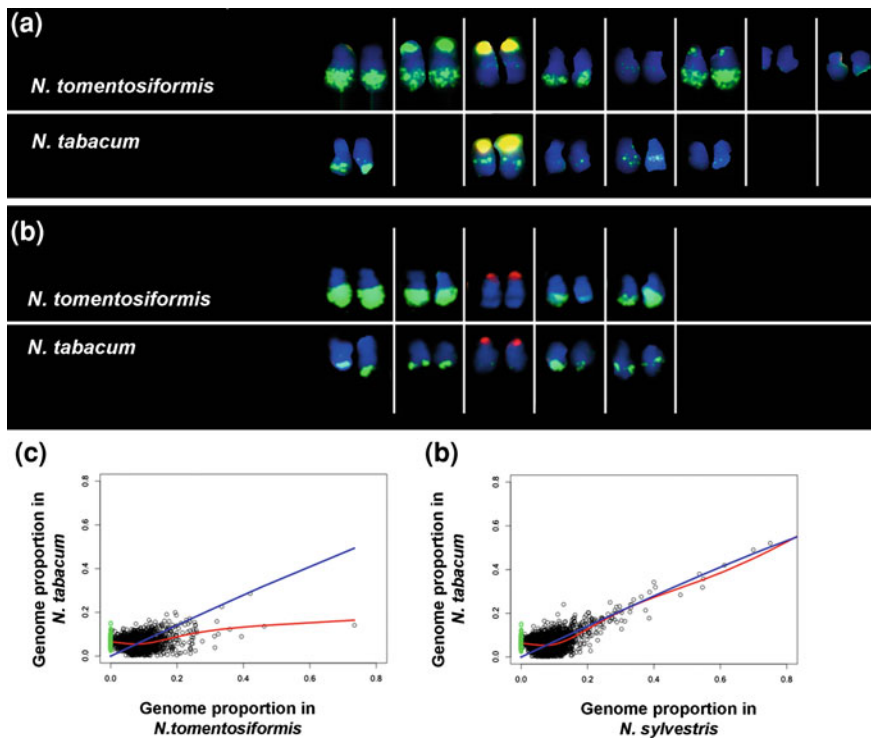 (a)
N. tomentosiformis
N. tabacum
(b)
N. tomentosiformis
N. tabacum
(c)
Genome proportion in
N. tabacum
0.8
0.6
0.4
0.2
0.0
0.0 0.2 0.4 0.6 0.8
Genome proportion in
N.tomentosiformis
(b)
Genome proportion in
N. tabacum
0.8
0.6
0.4
0.2
0.0
0.0 0.2 0.4 0.6 0.8
Genome proportion in
N. sylvestris